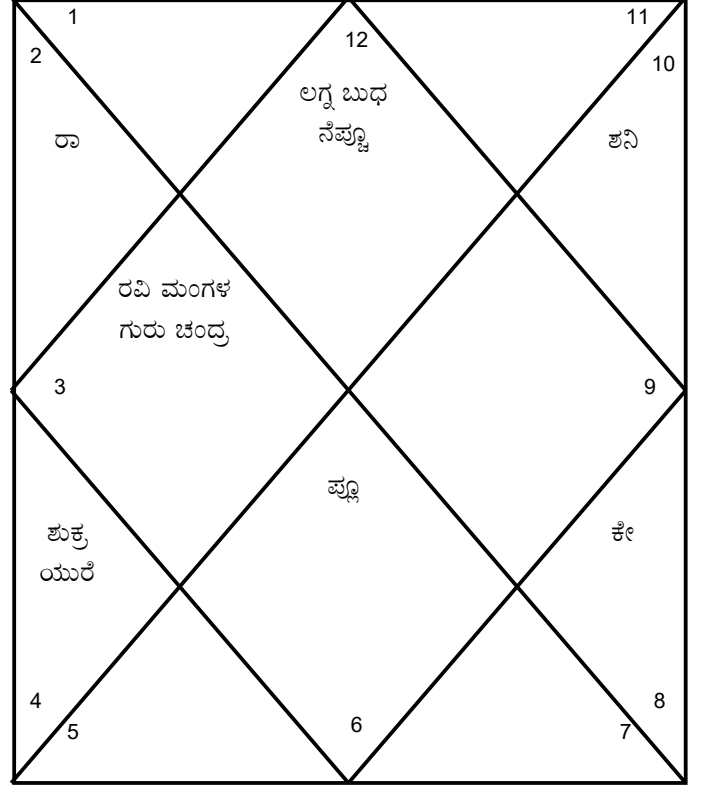 1
12
11
2
10
ಲಗ್ನ ಬುಧ
ನೆಪ್ಚೂ
ರಾ
ಶನಿ
ರವಿ ಮಂಗಳ
ಗುರು ಚಂದ್ರ
3
9
ಪ್ಲೂ
ಶುಕ್ರ
ಯುರೆ
ಕೇ
4
8
5
6
7